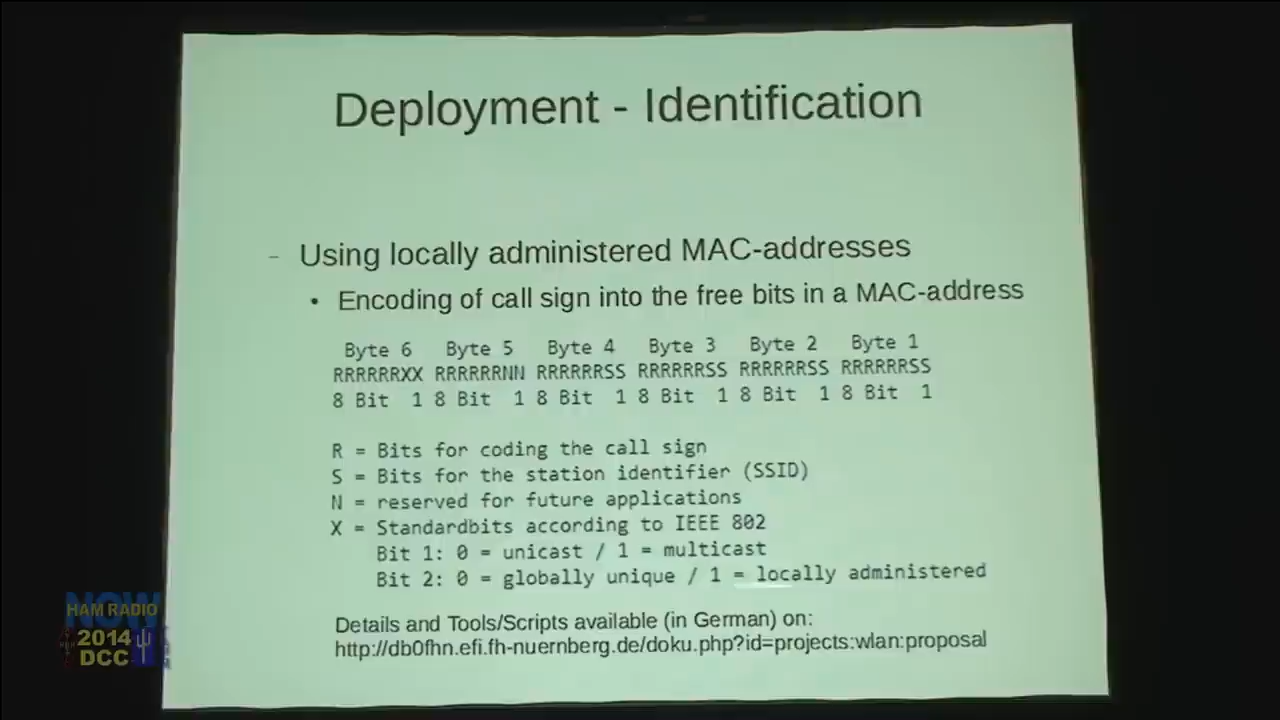 Deployment - Identification
– Using locally administered MAC-addresses
• Encoding of call sign into the free bits in a MAC-address
Byte 6 Byte 5 Byte 4 Byte 3 Byte 2 Byte 1
RRRRRRXX RRRRRRNN RRRRRRSS RRRRRRSS RRRRRRSS RRRRRRSS
8 Bit 1 8 Bit 1 8 Bit 1 8 Bit 1 8 Bit 1 8 Bit 1
R = Bits for coding the call sign
S = Bits for the station identifier (SSID)
N = reserved for future applications
X = Standardbits according to IEEE 802
Bit 1: 0 = unicast / 1 = multicast
Bit 2: 0 = globally unique / 1 = locally administered
Details and Tools/Scripts available (in German) on:
http://db0fhn.efi.fh-nuernberg.de/doku.php?id=projects:wlan:proposal
NOW
HAM RADIO
2014
DCC